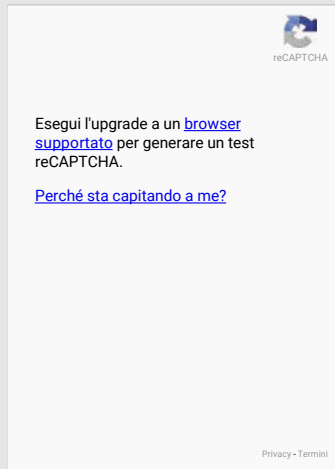 reCAPTCHA
Esegui l'upgrade a un browser
supportato per generare un test
reCAPTCHA.
Perché sta capitando a me?
Privacy - Termini